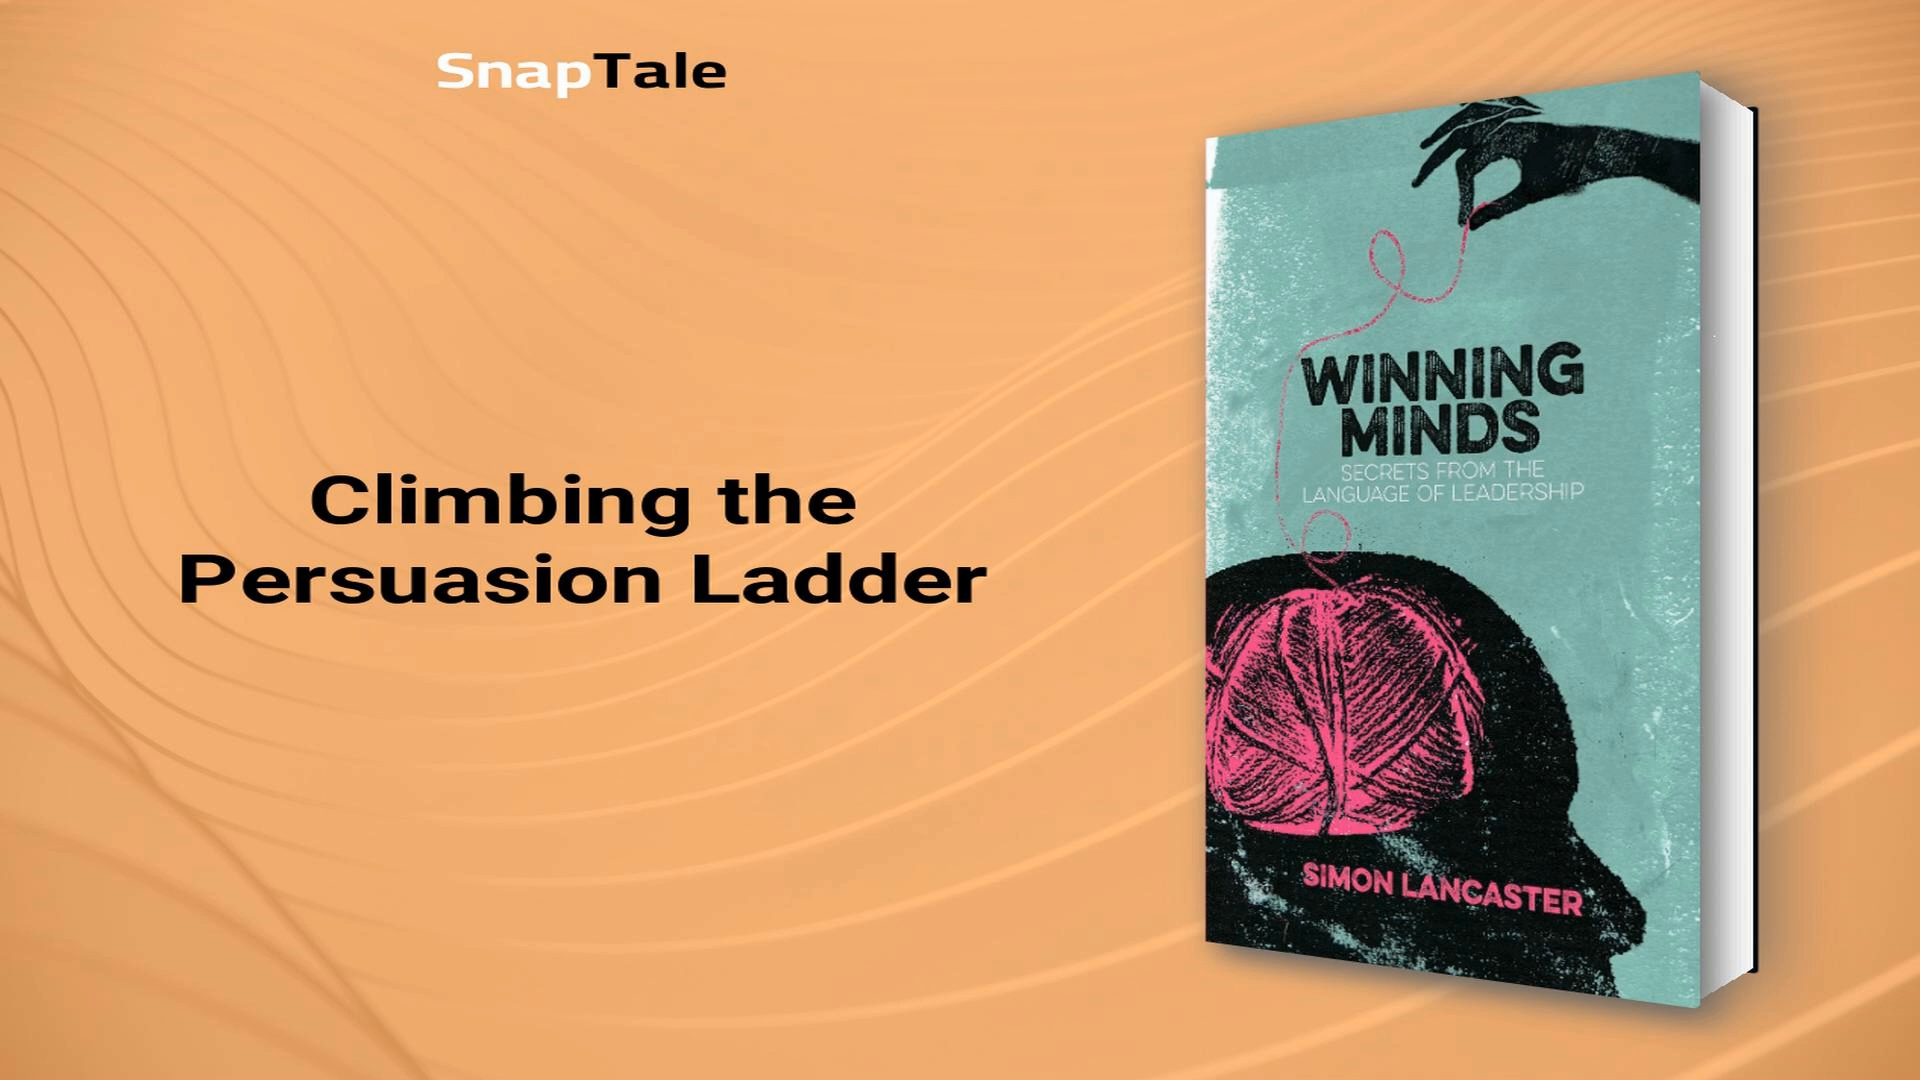 SnapTale
Climbing the
Persuasion Ladder
WINNING
MINDS
SECRETS FROM THE
LANGUAGE OF LEADERSHIP
SIMON LANCASTER